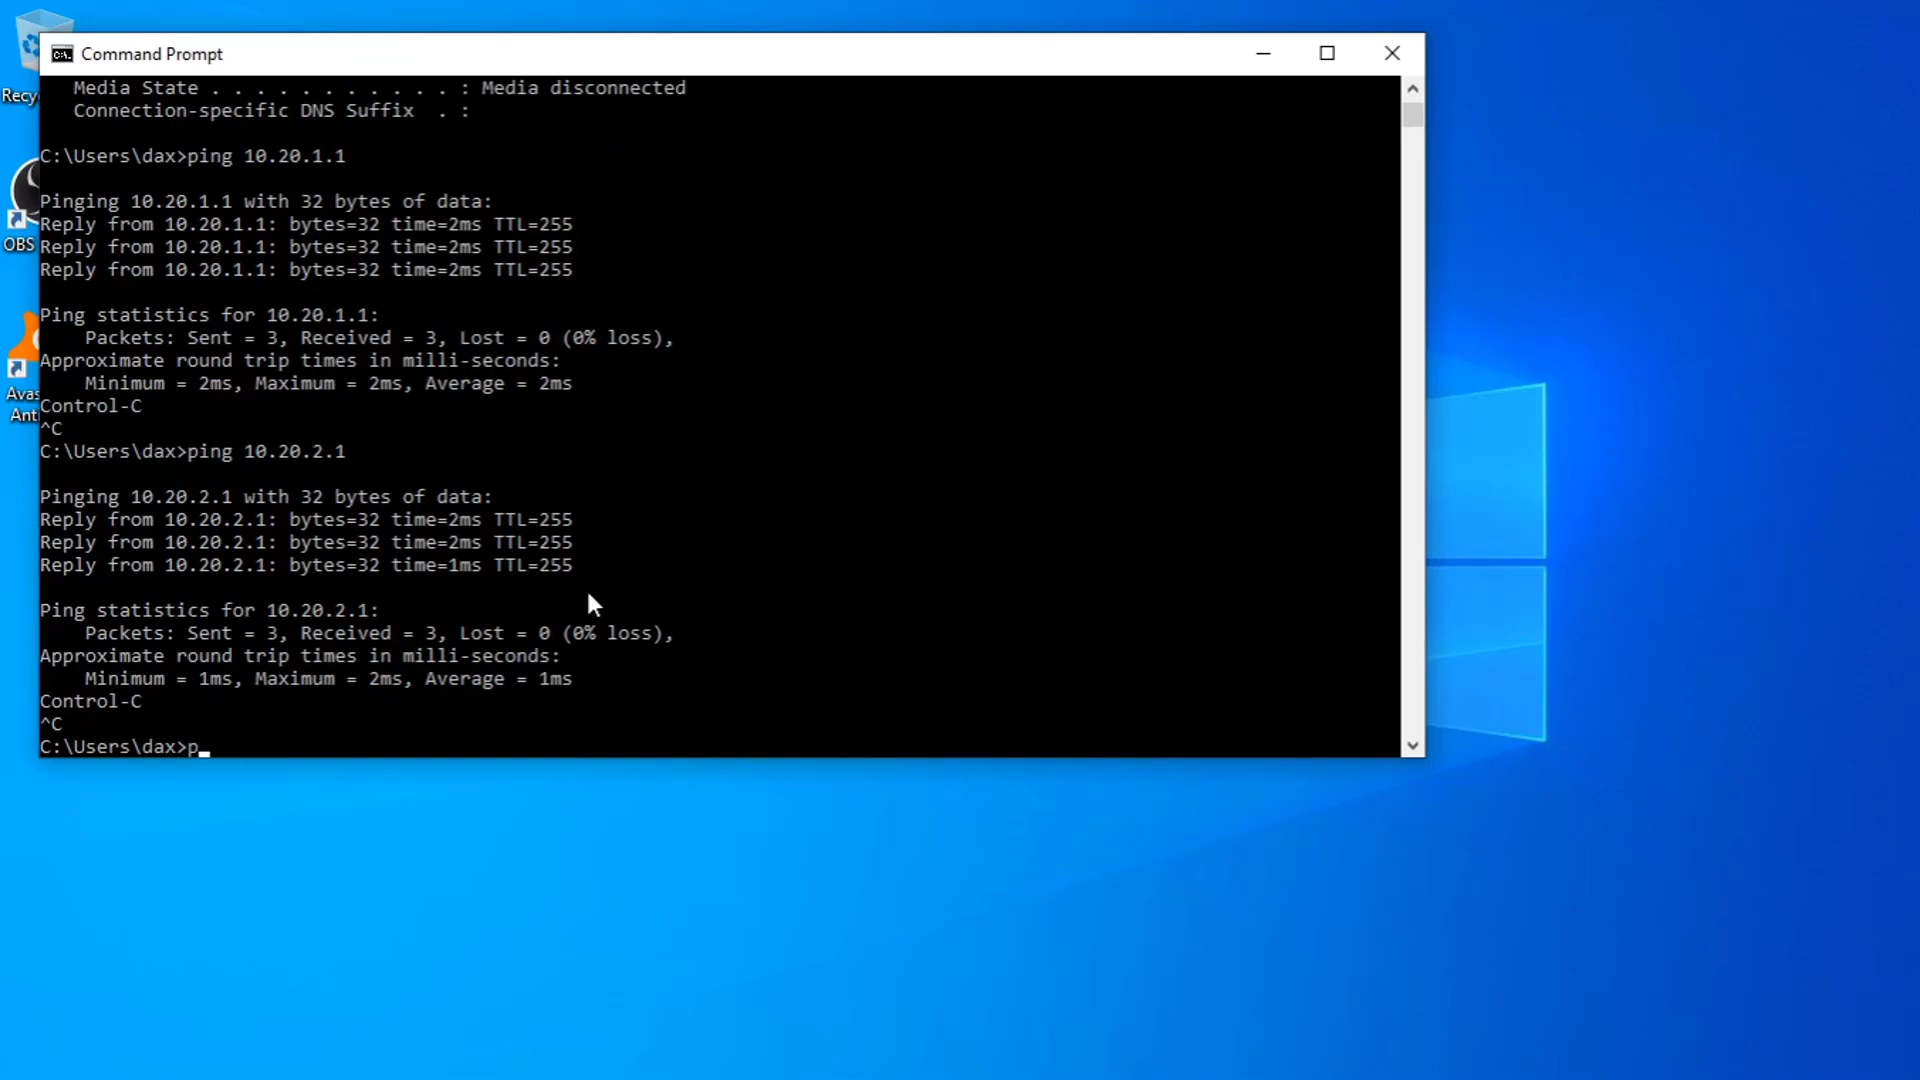 Command Prompt
Media State . . . . . . . . . . . : Media disconnected
Connection-specific DNS Suffix  . :
C:\Users\dax>ping 10.20.1.1
Pinging 10.20.1.1 with 32 bytes of data:
Reply from 10.20.1.1: bytes=32 time=2ms TTL=255
Reply from 10.20.1.1: bytes=32 time=2ms TTL=255
Reply from 10.20.1.1: bytes=32 time=2ms TTL=255
Ping statistics for 10.20.1.1:
Packets: Sent = 3, Received = 3, Lost = 0 (0% loss),
Approximate round trip times in milli-seconds:
Minimum = 2ms, Maximum = 2ms, Average = 2ms
Control-C
^C
C:\Users\dax>ping 10.20.2.1
Pinging 10.20.2.1 with 32 bytes of data:
Reply from 10.20.2.1: bytes=32 time=2ms TTL=255
Reply from 10.20.2.1: bytes=32 time=2ms TTL=255
Reply from 10.20.2.1: bytes=32 time=1ms TTL=255
Ping statistics for 10.20.2.1:
Packets: Sent = 3, Received = 3, Lost = 0 (0% loss),
Approximate round trip times in milli-seconds:
Minimum = 1ms, Maximum = 2ms, Average = 1ms
Control-C
^C
C:\Users\dax>p
Recy
OBS
Avas
Ant